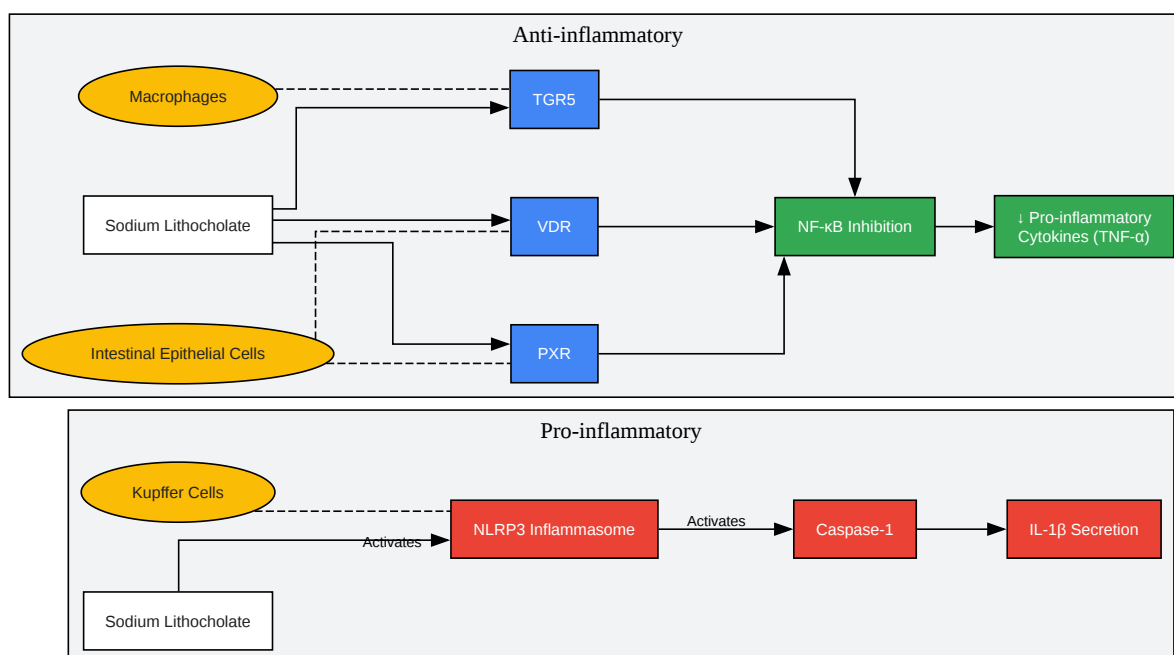 Anti-inflammatory
Macrophages
TGR5
Sodium Lithocholate
VDR
NF-κB Inhibition
↓ Pro-inflammatory
Cytokines (TNF-α)
Intestinal Epithelial Cells
PXR
Pro-inflammatory
Kupffer Cells
Activates
NLRP3 Inflammasome
Activates
Caspase-1
IL-1β Secretion
Sodium Lithocholate